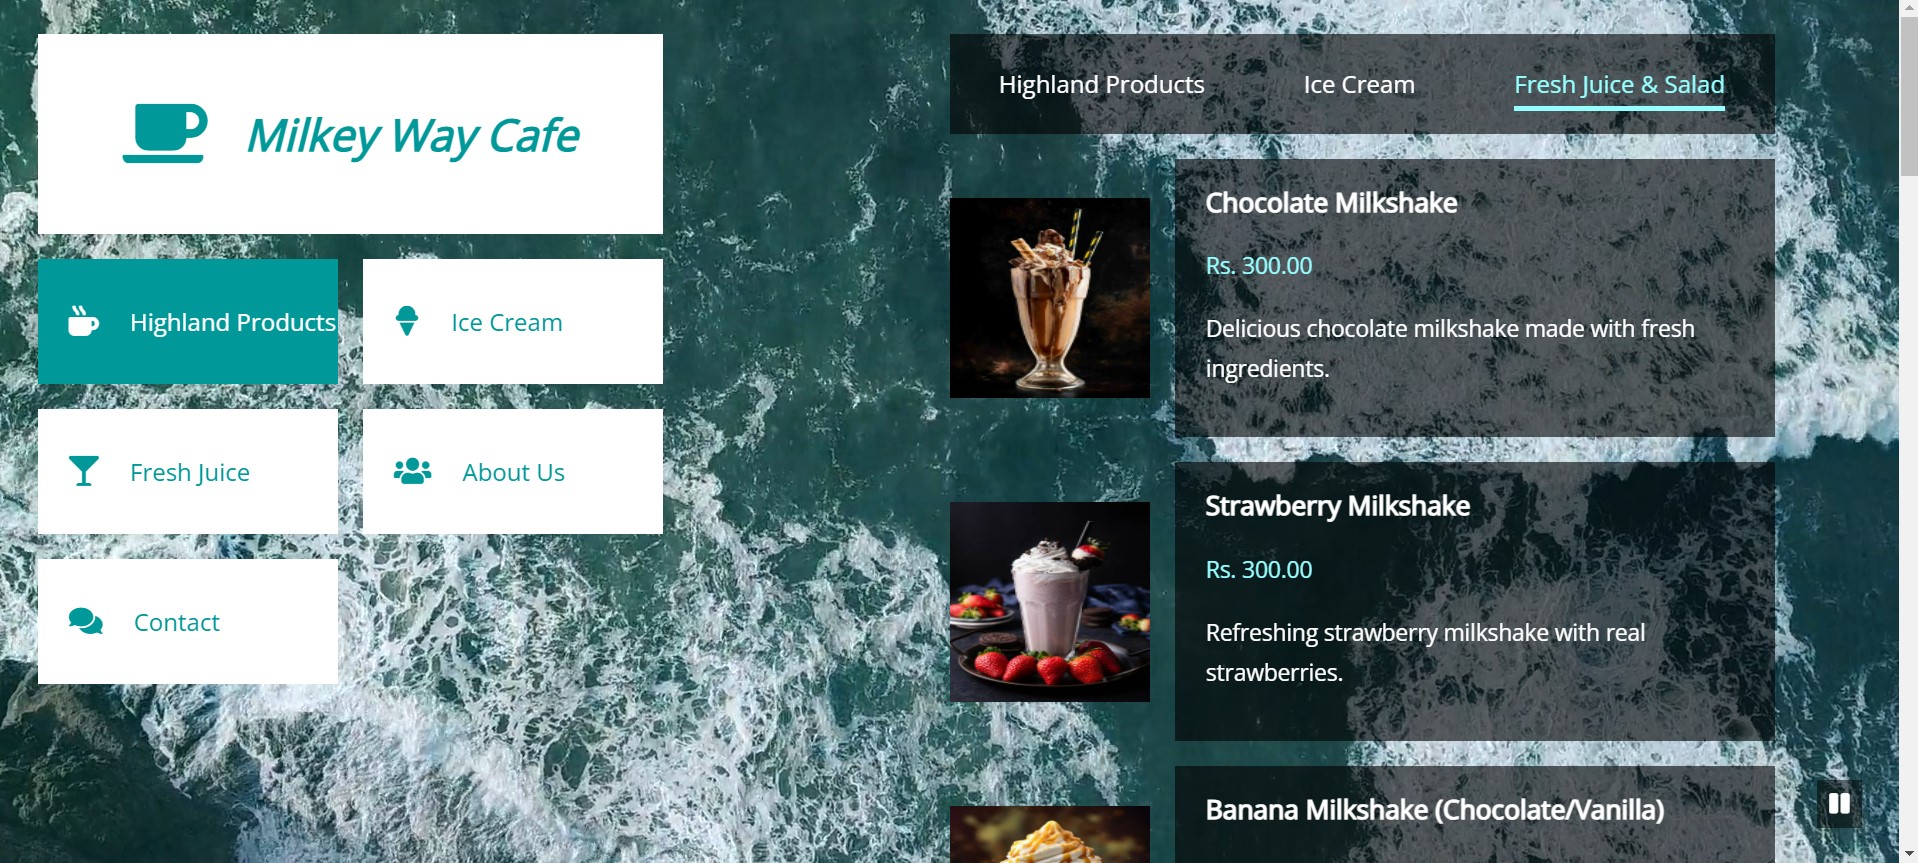 Milkey Way Cafe
Highland Products
Ice Cream
Fresh Juice
About Us
Contact
Highland Products
Ice Cream
Fresh Juice & Salad
Chocolate Milkshake
Rs. 300.00
Delicious chocolate milkshake made with fresh
ingredients.
Strawberry Milkshake
Rs. 300.00
Refreshing strawberry milkshake with real
strawberries.
Banana Milkshake (Chocolate/Vanilla)